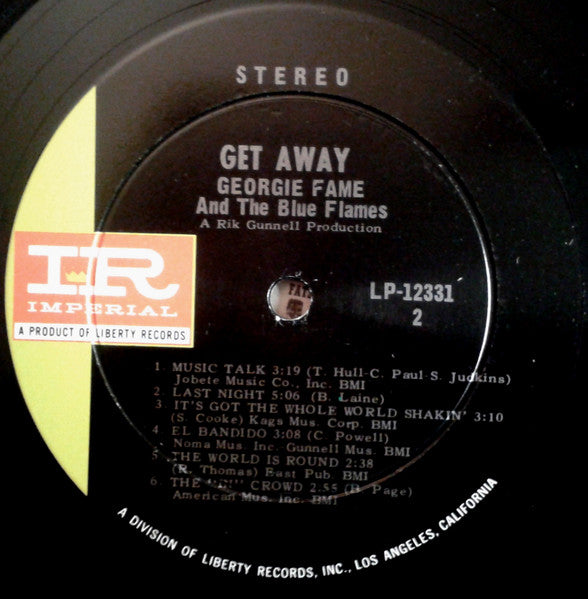 STEREO
GET AWAY
GEORGIE FAME
And The Blue Flames
A Rik Gunnell Production
IR
IMPERIAL
A PRODUCT OF LIBERTY RECORDS
LP-12331
2
1. MUSIC TALK 3:19 (T. Hull-C. Paul-S. Judkins)
Jobete Music Co., Inc. BMI
2. LAST NIGHT 5:06 (B. Laine)
3. IT'S GOT THE WHOLE WORLD SHAKIN' 3:10
(S. Cooke) Kags Mus. Corp. BMI
4. EL BANDIDO 3:08 (C. Powell)
Noma Mus. Inc. Gunnell Mus. BMI
5. THE WORLD IS ROUND 2:38
(R. Thomas) East Pub. BMI
6. THE CROWD 2:55 (B. Page)
American Mus. Inc. BMI
A DIVISION OF LIBERTY RECORDS, INC., LOS ANGELES, CALIFORNIA